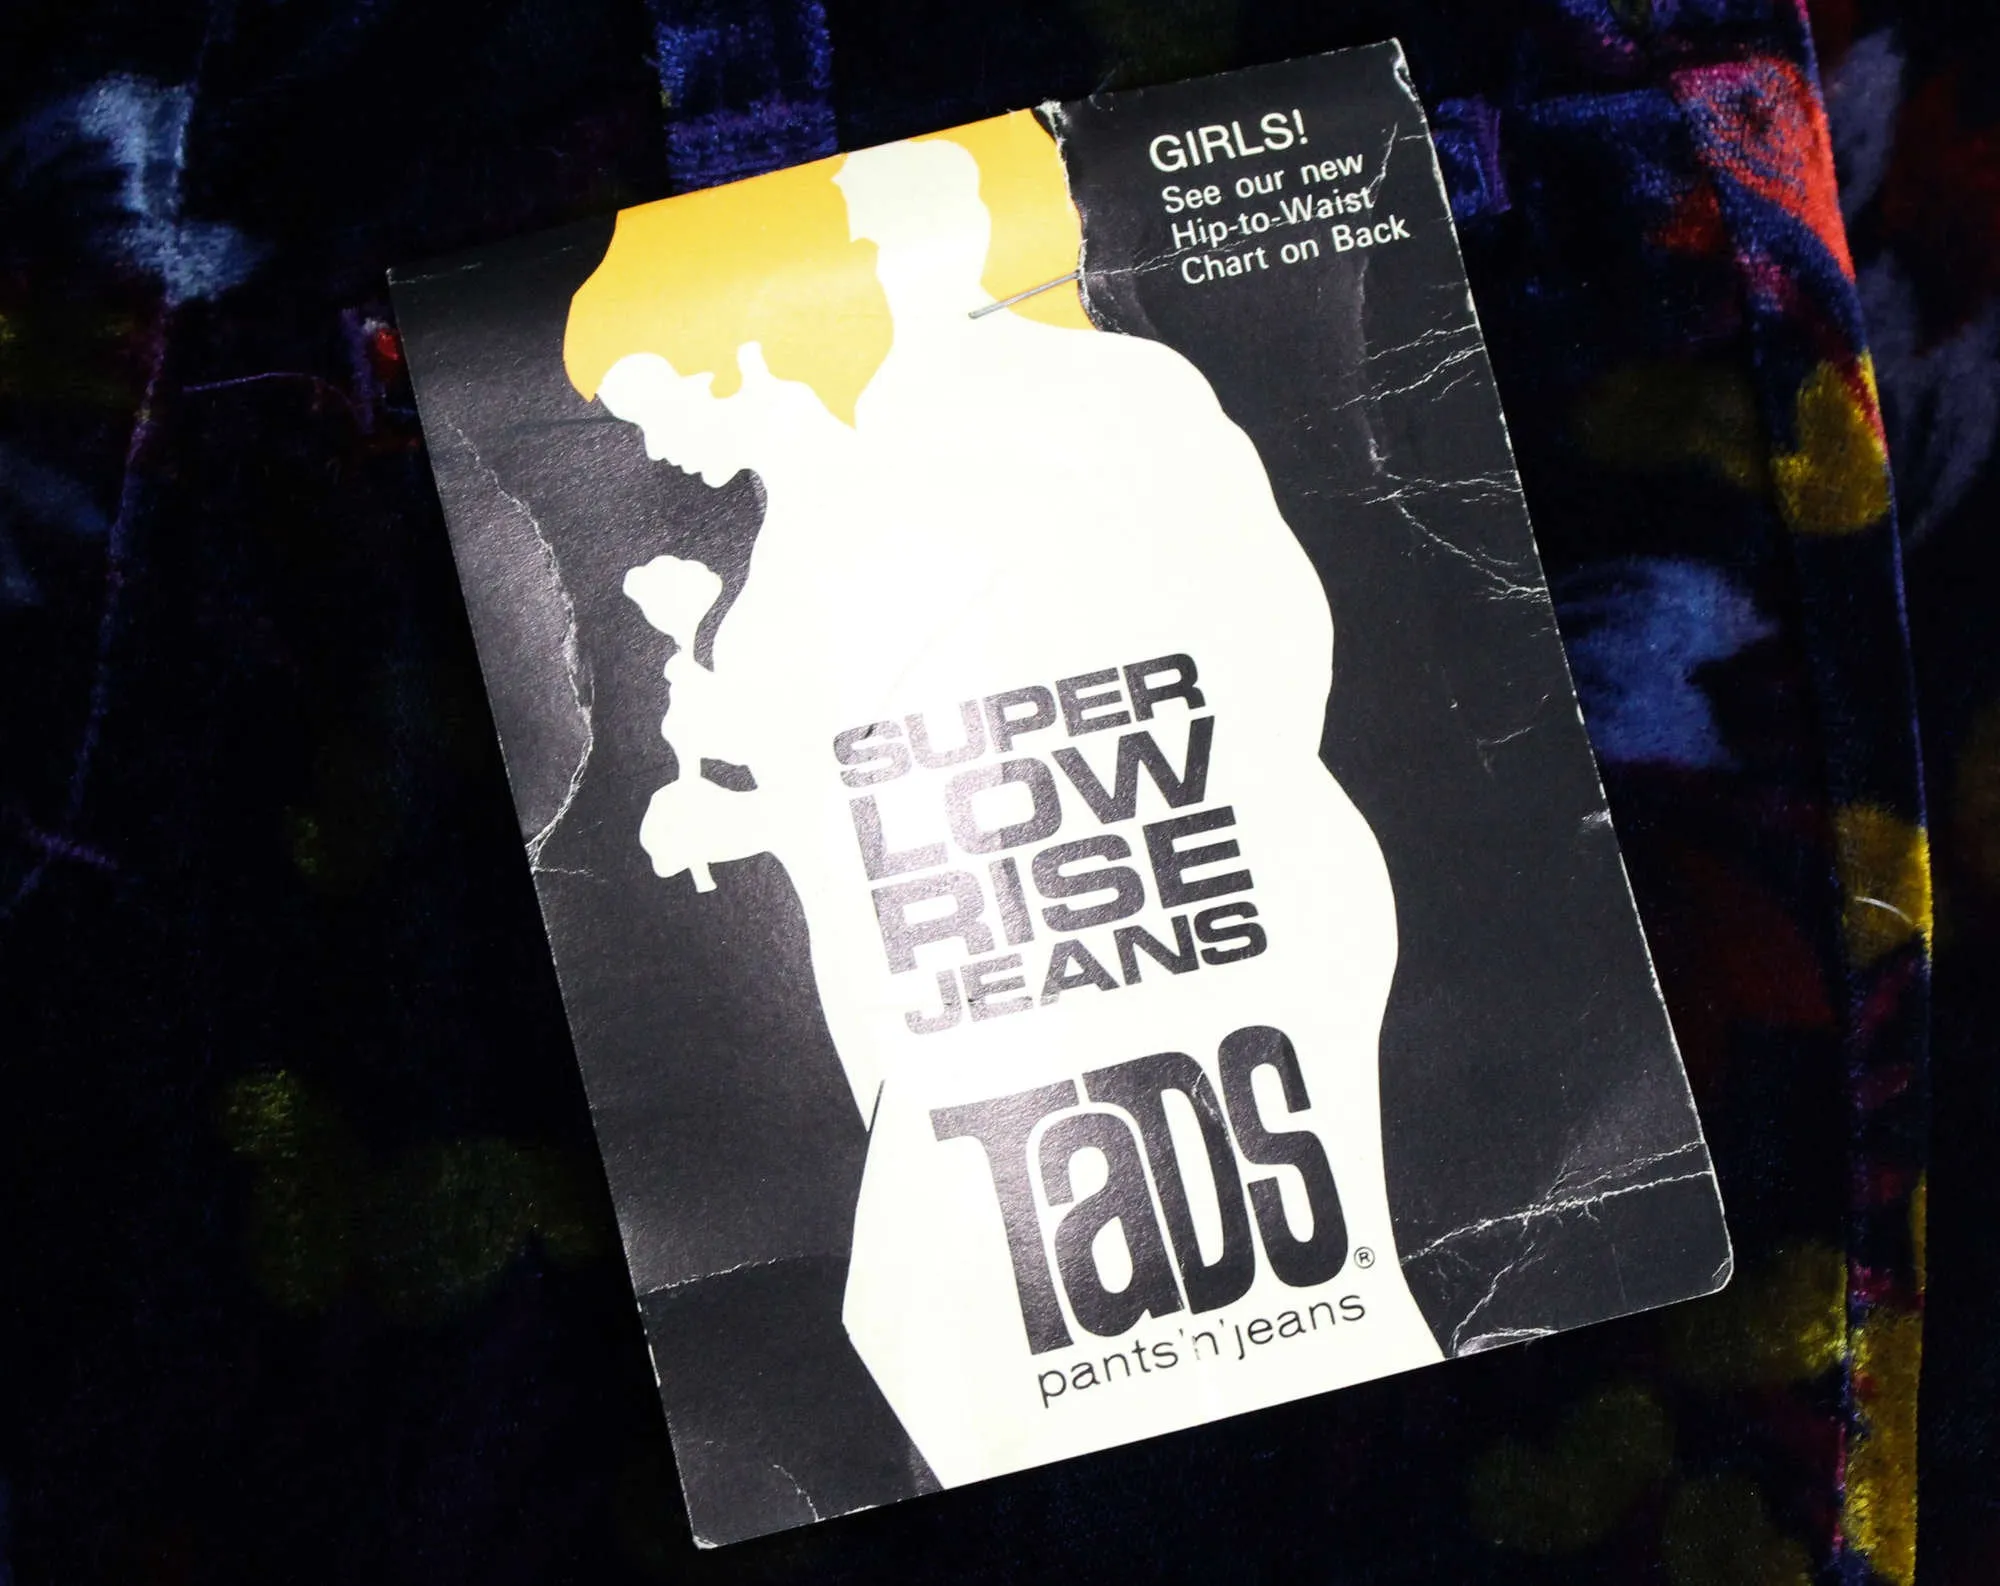 GIRLS!
See our new
Hip-to-Waist
Chart on Back
SUPER
LOW
RISE
JEANS
TaDS®
pants'n'jeans